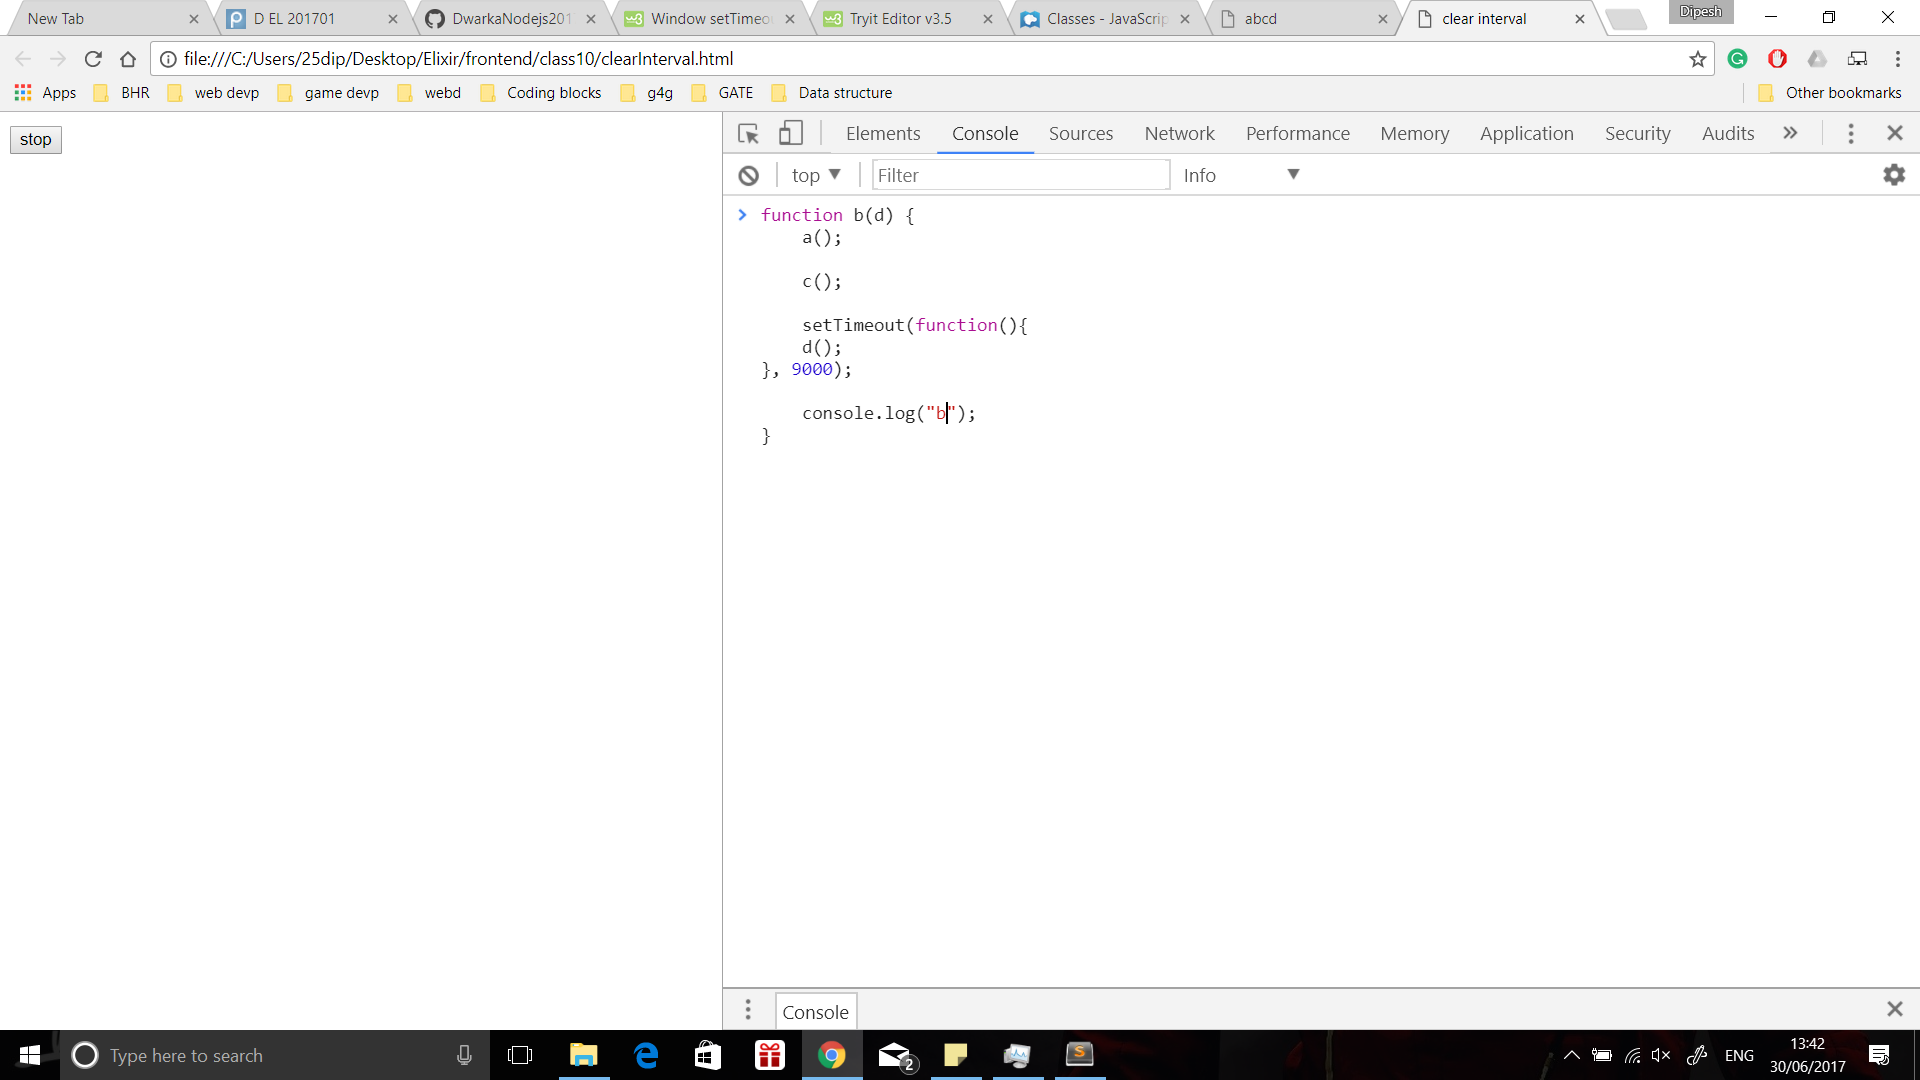 New Tab
D EL 201701
DwarkaNodejs201
Window setTimeou
Tryit Editor v3.5
Classes - JavaScrip
abcd
clear interval
Dipesh
file:///C:/Users/25dip/Desktop/Elixir/frontend/class10/clearInterval.html
Apps BHR web devp game devp webd Coding blocks g4g GATE Data structure Other bookmarks
stop
Elements Console Sources Network Performance Memory Application Security Audits
top Filter Info
function b(d) {
    a();
    c();
    setTimeout(function(){
    d();
}, 9000);
    console.log("b");
}
Console
Type here to search
2
ENG
13:42
30/06/2017